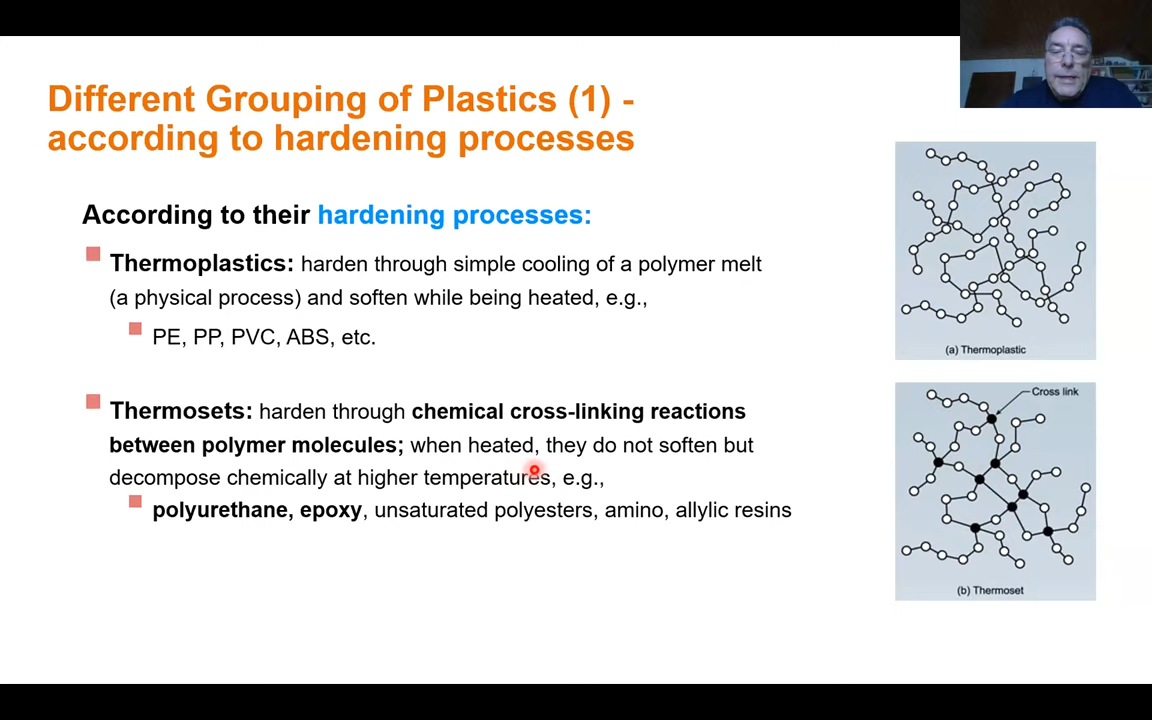 Different Grouping of Plastics (1) -
according to hardening processes
According to their hardening processes:
Thermoplastics: harden through simple cooling of a polymer melt
(a physical process) and soften while being heated, e.g.,
PE, PP, PVC, ABS, etc.
(a) Thermoplastic
Thermosets: harden through chemical cross-linking reactions
between polymer molecules; when heated, they do not soften but
decompose chemically at higher temperatures, e.g.,
polyurethane, epoxy, unsaturated polyesters, amino, allylic resins
Cross link
(b) Thermoset